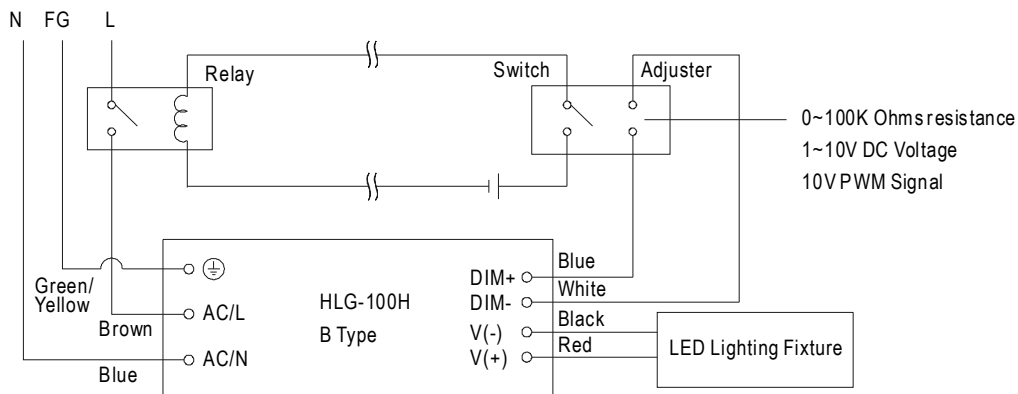 N FG L
Relay
Switch
Adjuster
0~100K Ohms resistance
1~10V DC Voltage
10V PWM Signal
Green/
Yellow
Brown
Blue
AC/L
AC/N
HLG-100H
B Type
DIM+
DIM-
V(-)
V(+)
Blue
White
Black
Red
LED Lighting Fixture